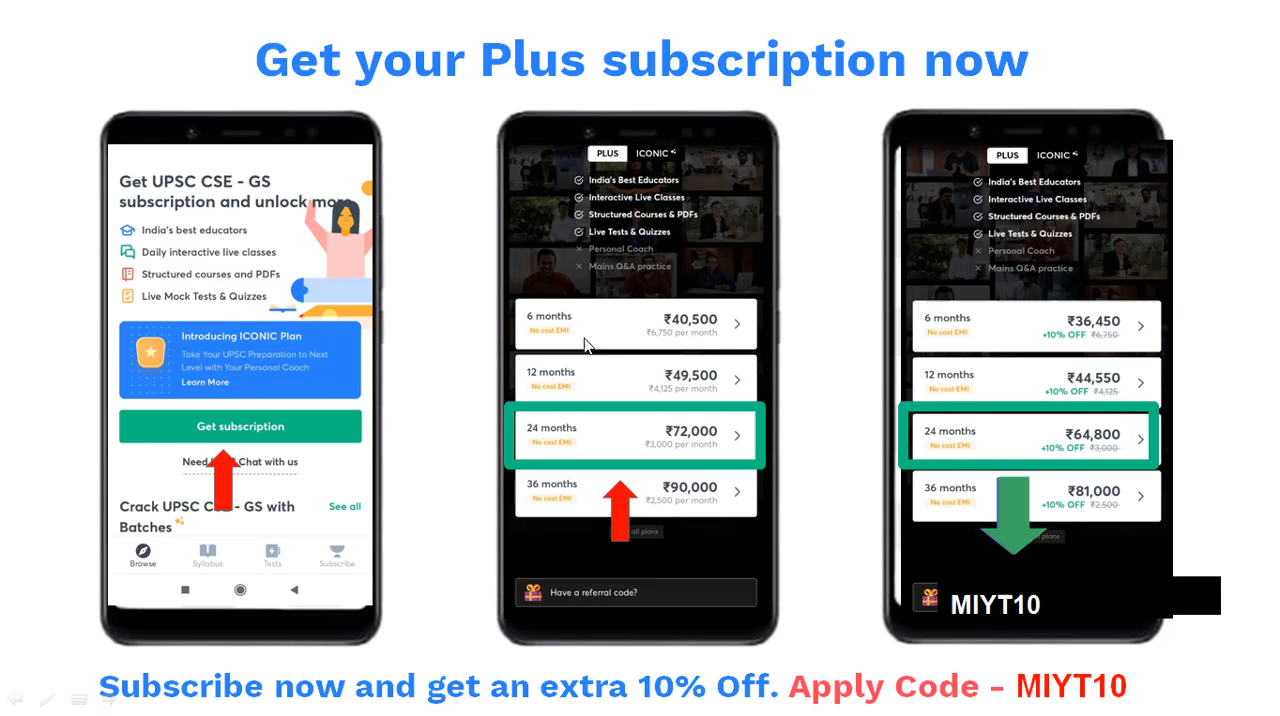 Get your Plus subscription now
Get UPSC CSE - GS
subscription and unlock more
India's best educators
Daily interactive live classes
Structured courses and PDFs
Live Mock Tests & Quizzes
Introducing ICONIC Plan
Take Your UPSC Preparation to Next
Level with Your Personal Coach
Learn More
Get subscription
Need Chat with us
Crack UPSC CSE - GS with
Batches
See all
Browse
Syllabus
Tests
Subscribe
PLUS ICONIC
India's Best Educators
Interactive Live Classes
Structured Courses & PDFs
Live Tests & Quizzes
Personal Coach
Mains Q&A practice
6 months ₹40,500
No cost EMI ₹6,750 per month
12 months ₹49,500
No cost EMI ₹4,125 per month
24 months ₹72,000
No cost EMI ₹3,000 per month
36 months ₹90,000
No cost EMI ₹2,500 per month
all plans
Have a referral code?
PLUS ICONIC
India's Best Educators
Interactive Live Classes
Structured Courses & PDFs
Live Tests & Quizzes
Personal Coach
Mains Q&A practice
6 months ₹36,450
No cost EMI +10% OFF ₹6,750
12 months ₹44,550
No cost EMI +10% OFF ₹4,125
24 months ₹64,800
No cost EMI +10% OFF ₹3,000
36 months ₹81,000
No cost EMI +10% OFF ₹2,500
plans
MIYT10
Subscribe now and get an extra 10% Off. Apply Code - MIYT10